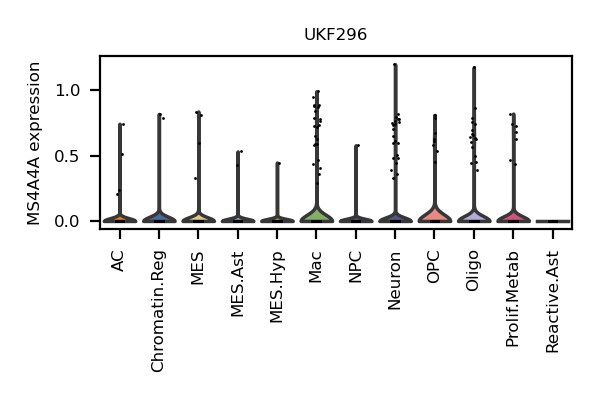 UKF296
MS4A4A expression
1.0
0.5
0.0
AC
Chromatin.Reg
MES
MES.Ast
MES.Hyp
Mac
NPC
Neuron
OPC
Oligo
Prolif.Metab
Reactive.Ast